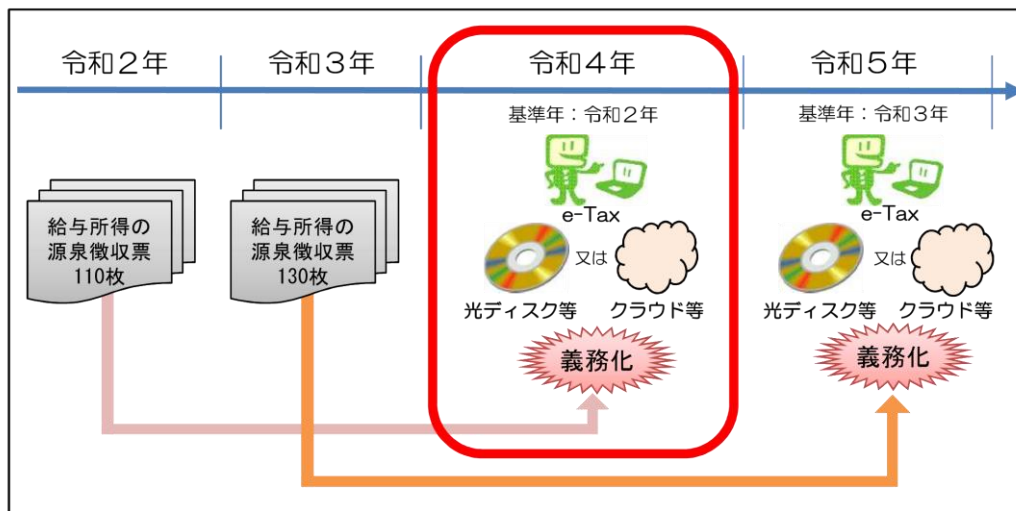 令和２年
令和３年
令和４年
令和５年
基準年：令和２年
基準年：令和３年
給与所得の
源泉徴収票
110枚
給与所得の
源泉徴収票
130枚
e-Tax
又は
光ディスク等
クラウド等
義務化
e-Tax
又は
光ディスク等
クラウド等
義務化